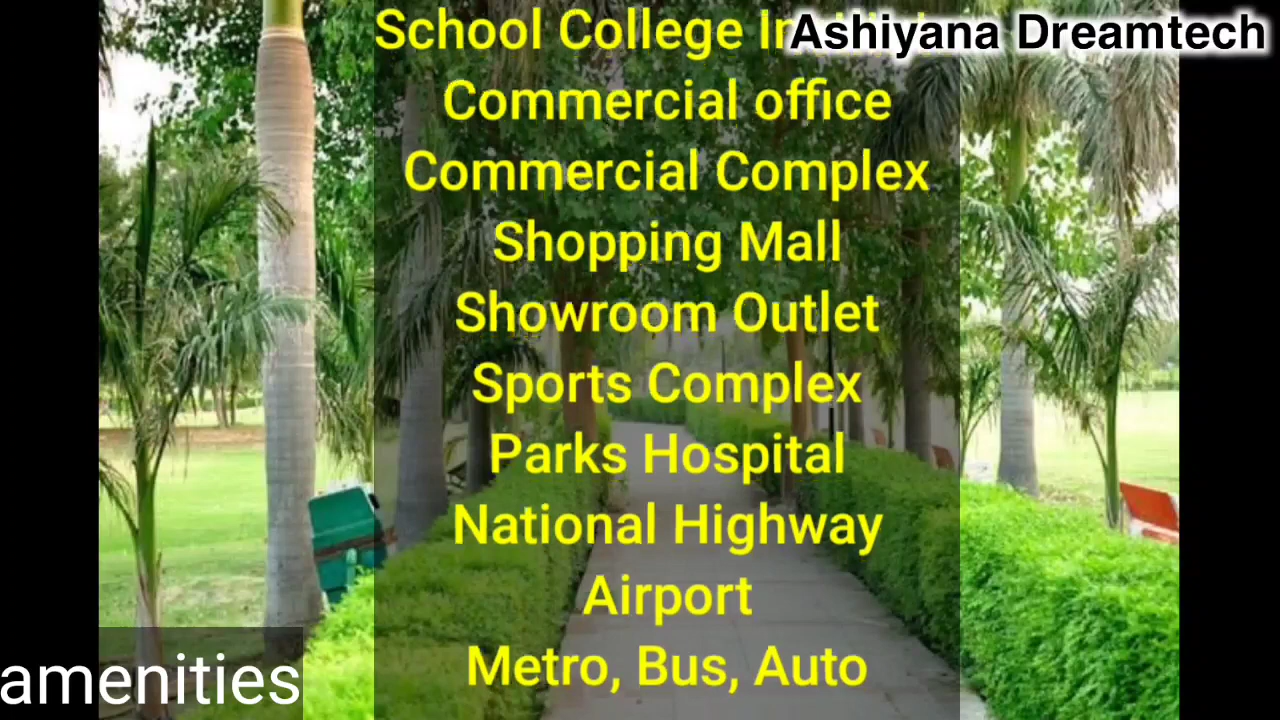 School College
Ashiyana Dreamtech
Commercial office
Commercial Complex
Shopping Mall
Showroom Outlet
Sports Complex
Parks Hospital
National Highway
Airport
Metro, Bus, Auto
amenities